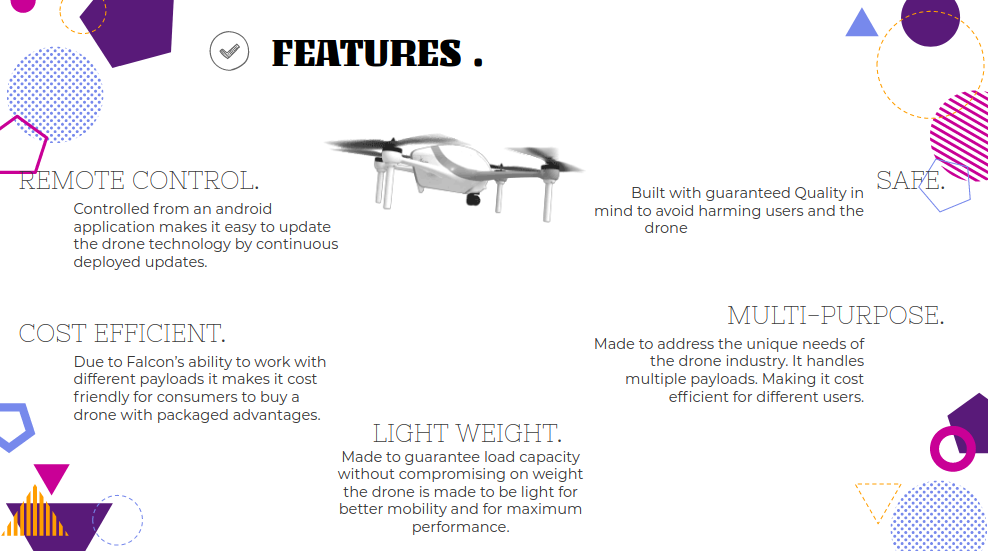 FEATURES .
REMOTE CONTROL.
Controlled from an android
application makes it easy to update
the drone technology by continuous
deployed updates.
SAFE.
Built with guaranteed Quality in
mind to avoid harming users and the
drone
COST EFFICIENT.
Due to Falcon’s ability to work with
different payloads it makes it cost
friendly for consumers to buy a
drone with packaged advantages.
MULTI-PURPOSE.
Made to address the unique needs of
the drone industry. It handles
multiple payloads. Making it cost
efficient for different users.
LIGHT WEIGHT.
Made to guarantee load capacity
without compromising on weight
the drone is made to be light for
better mobility and for maximum
performance.